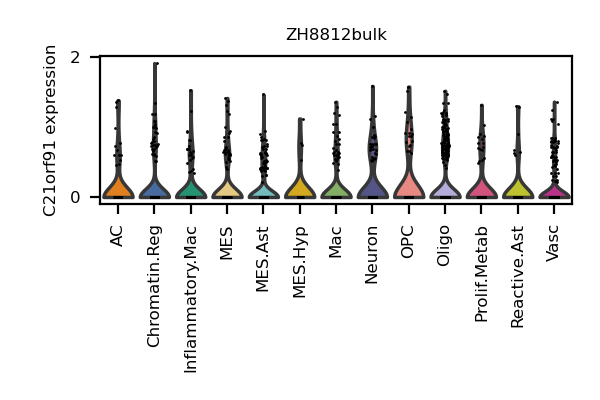 ZH8812bulk
C21orf91 expression
2
0
AC
Chromatin.Reg
Inflammatory.Mac
MES
MES.Ast
MES.Hyp
Mac
Neuron
OPC
Oligo
Prolif.Metab
Reactive.Ast
Vasc